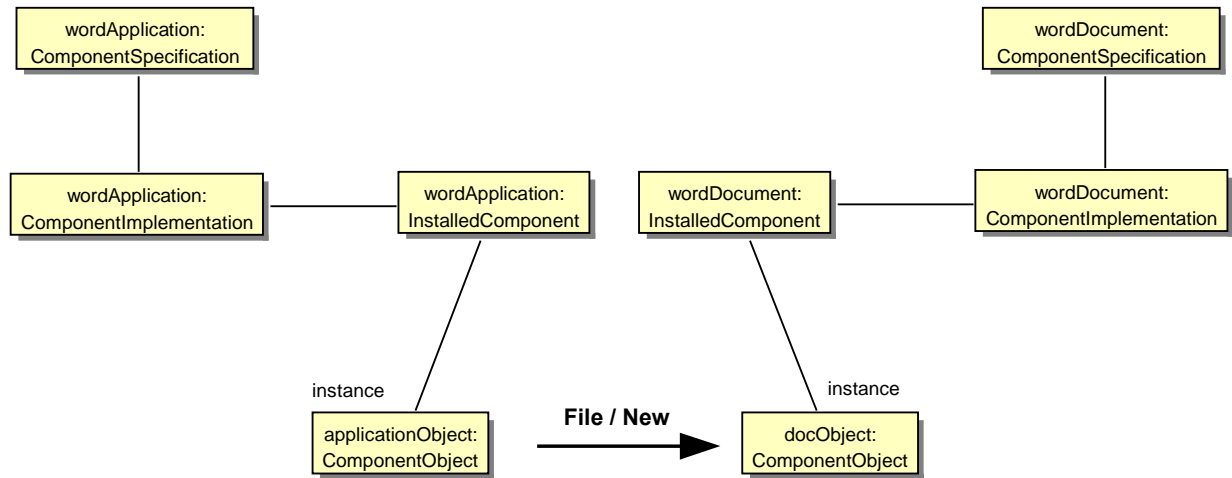 wordApplication:
ComponentSpecification
wordDocument:
ComponentSpecification
wordApplication:
ComponentImplementation
wordApplication:
InstalledComponent
wordDocument:
InstalledComponent
wordDocument:
ComponentImplementation
instance
instance
File / New
applicationObject:
ComponentObject
docObject:
ComponentObject